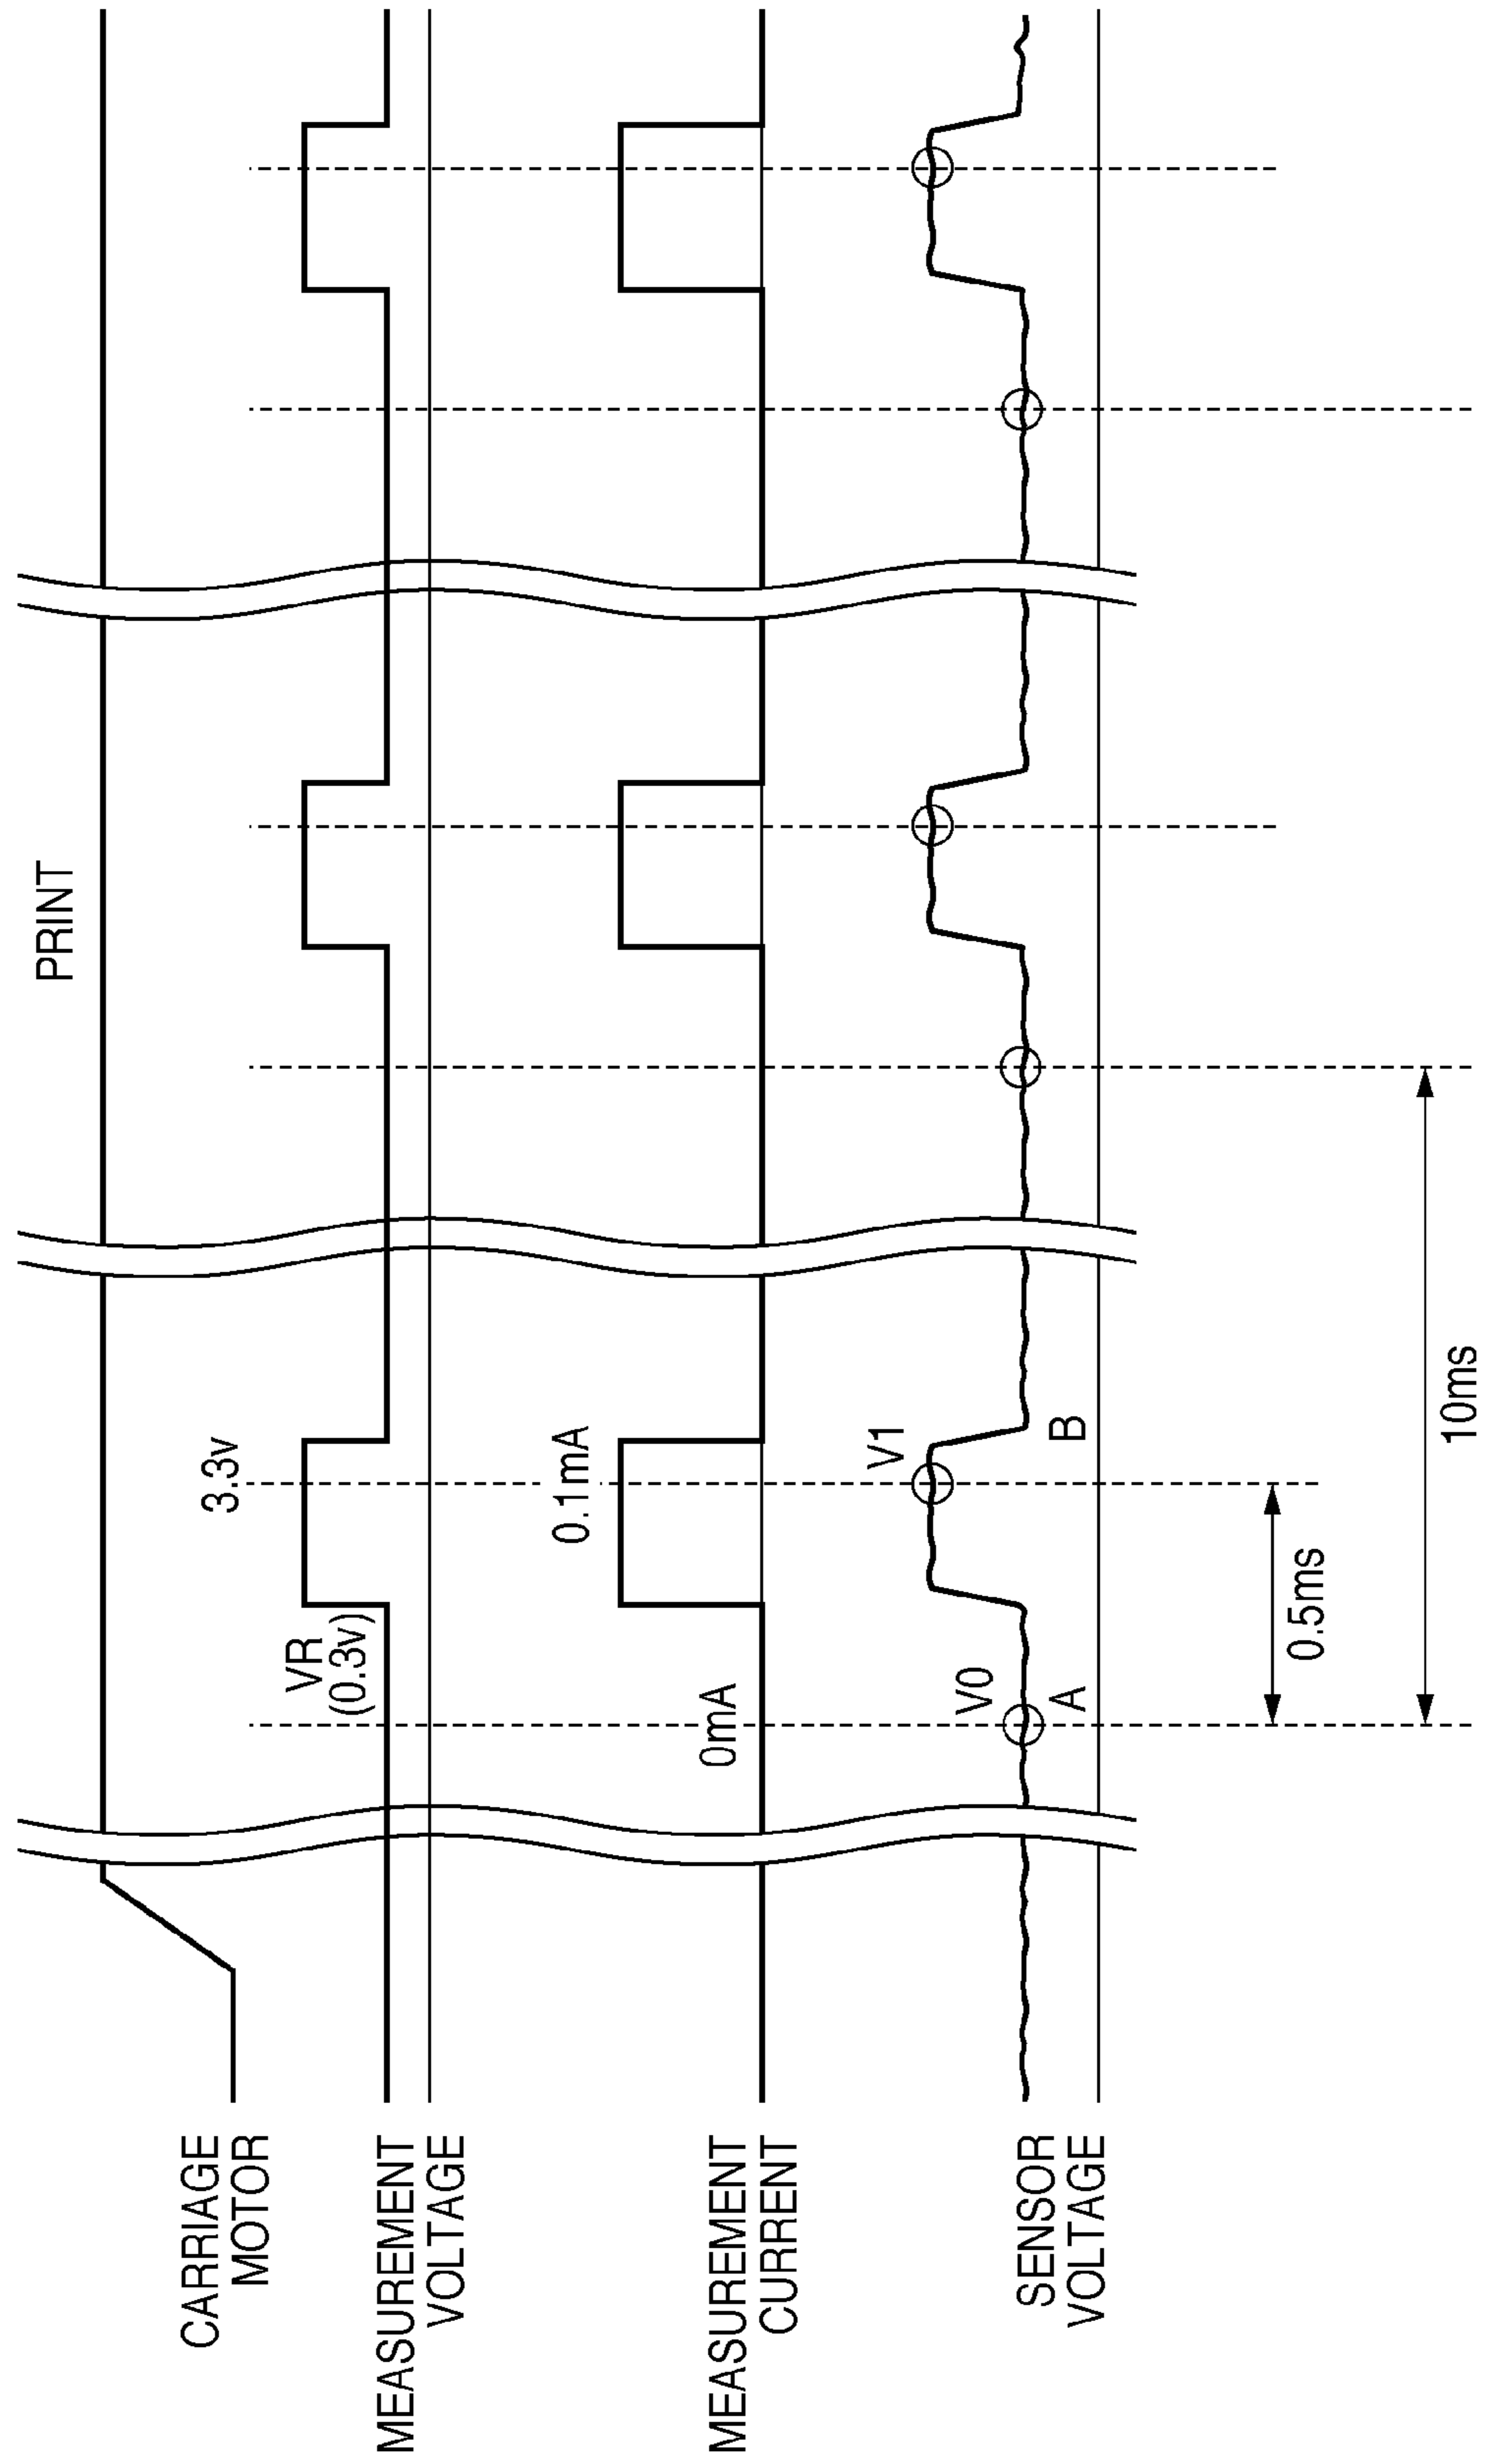 PRINT
CARRIAGE
MOTOR
3.3v
VR
(0.3v)
MEASUREMENT
VOLTAGE
0.1mA
0mA
MEASUREMENT
CURRENT
V1
V0
SENSOR
VOLTAGE
A
B
0.5ms
10ms